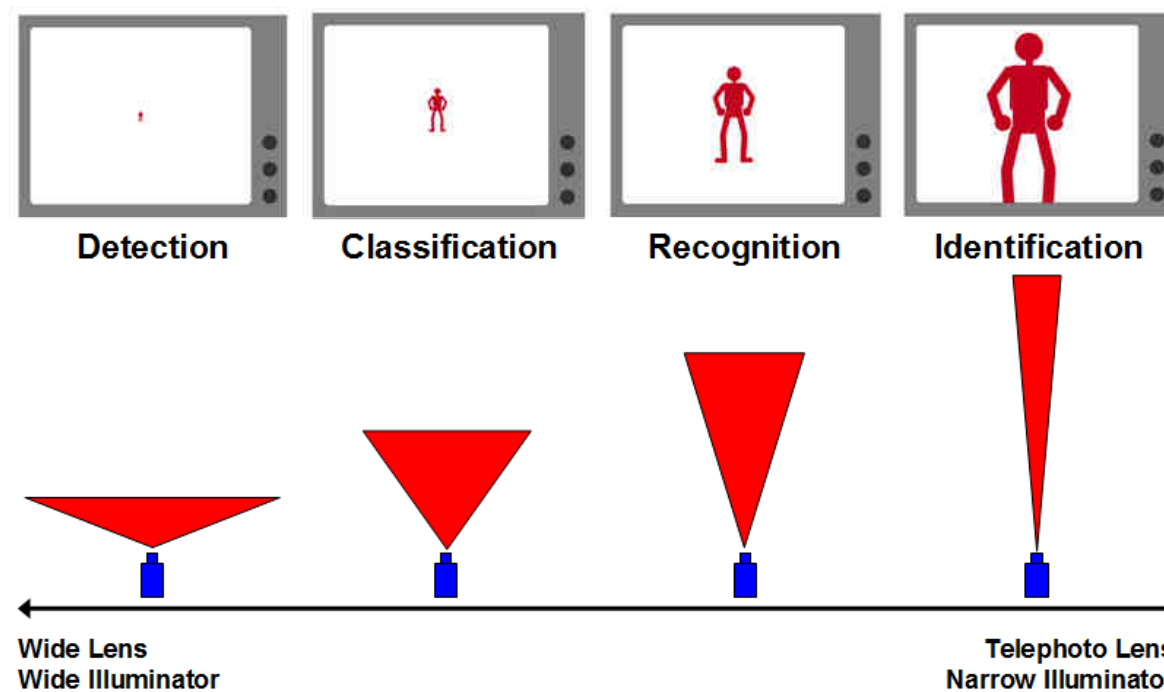 Detection
Classification
Recognition
Identification
Wide Lens
Wide Illuminator
Telephoto Lens
Narrow Illuminato